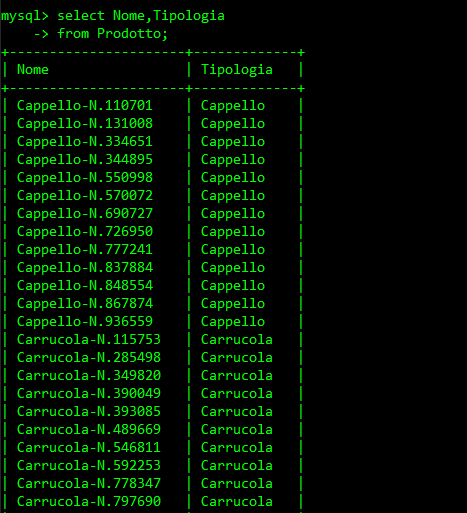 mysql> select Nome,Tipologia
    -> from Prodotto;
+----------------------+-------------+
| Nome                 | Tipologia   |
+----------------------+-------------+
| Cappello-N.110701    | Cappello    |
| Cappello-N.131008    | Cappello    |
| Cappello-N.334651    | Cappello    |
| Cappello-N.344895    | Cappello    |
| Cappello-N.550998    | Cappello    |
| Cappello-N.570072    | Cappello    |
| Cappello-N.690727    | Cappello    |
| Cappello-N.726950    | Cappello    |
| Cappello-N.777241    | Cappello    |
| Cappello-N.837884    | Cappello    |
| Cappello-N.848554    | Cappello    |
| Cappello-N.867874    | Cappello    |
| Cappello-N.936559    | Cappello    |
| Carrucola-N.115753   | Carrucola   |
| Carrucola-N.285498   | Carrucola   |
| Carrucola-N.349820   | Carrucola   |
| Carrucola-N.390049   | Carrucola   |
| Carrucola-N.393085   | Carrucola   |
| Carrucola-N.489669   | Carrucola   |
| Carrucola-N.546811   | Carrucola   |
| Carrucola-N.592253   | Carrucola   |
| Carrucola-N.778347   | Carrucola   |
| Carrucola-N.797690   | Carrucola   |